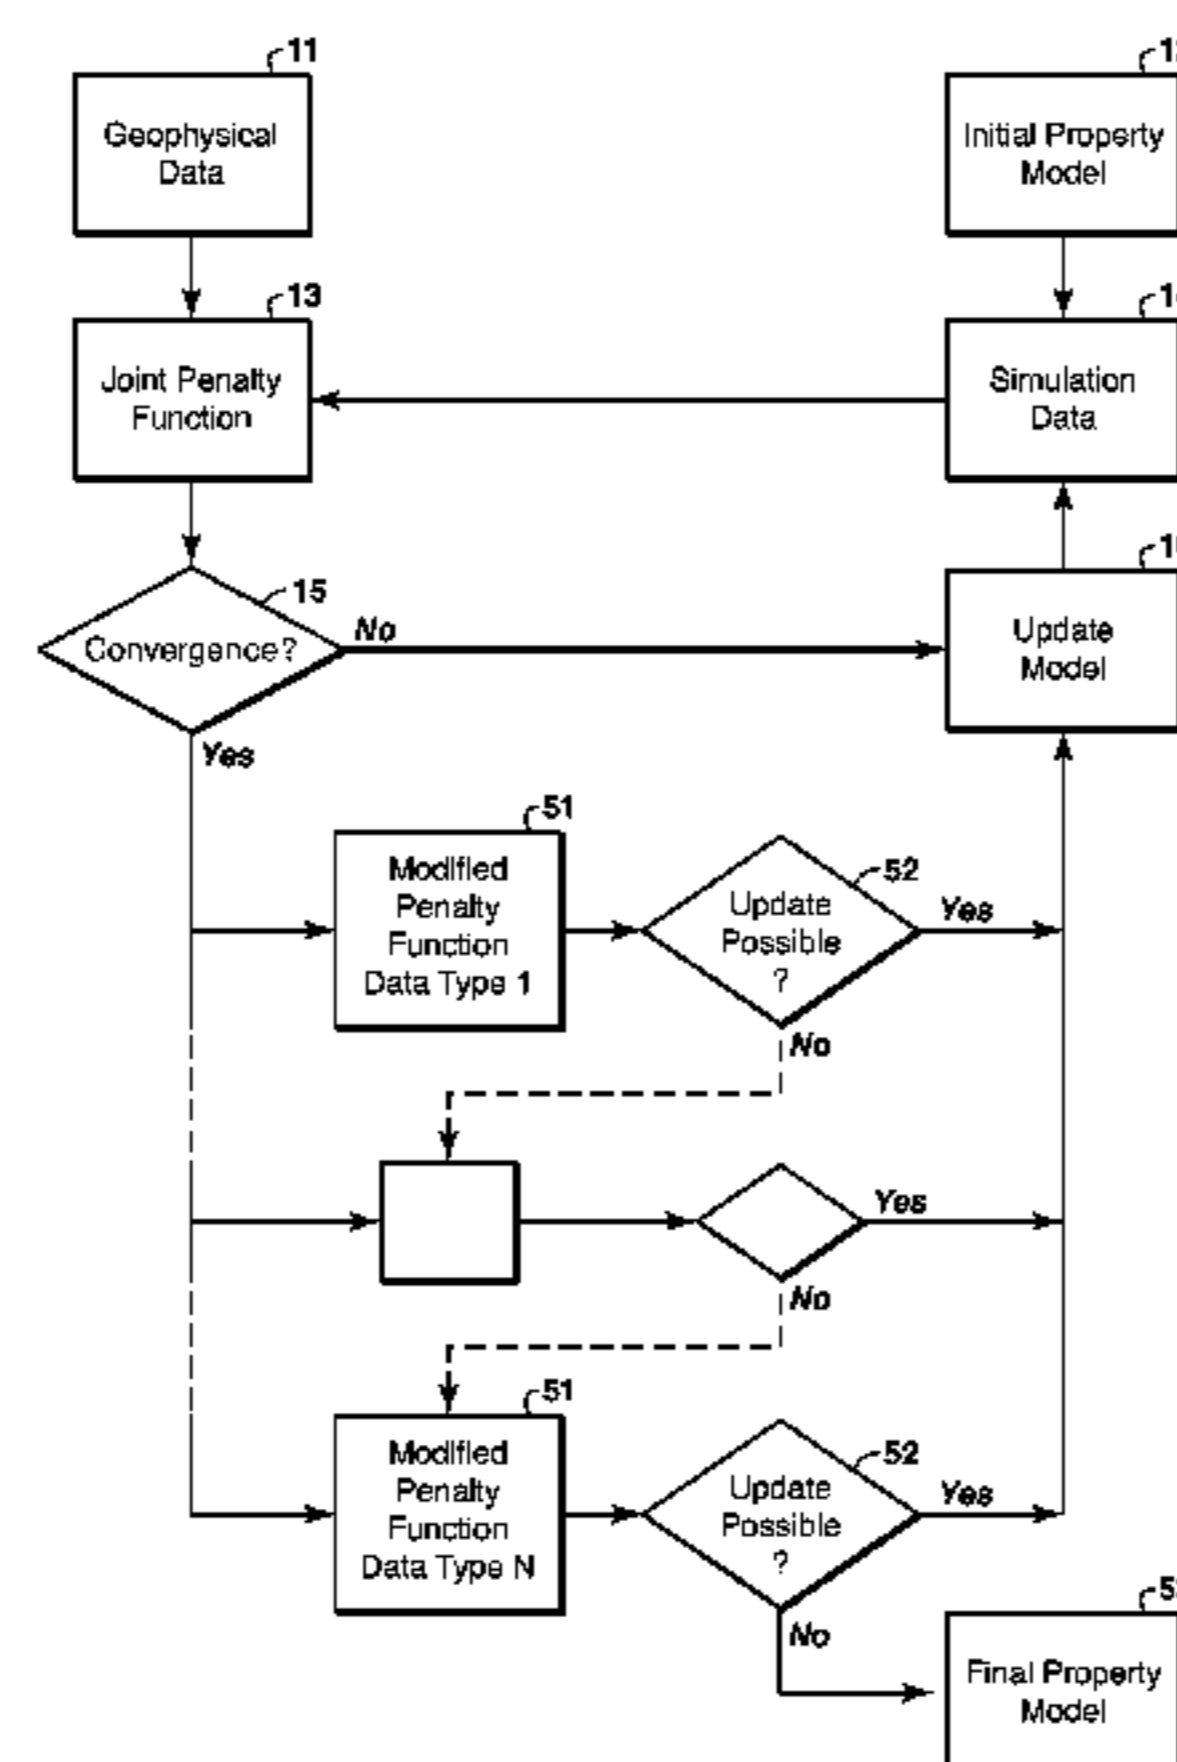 11
Geophysical
Data
Initial Property
Model
13
Joint Penalty
Function
Simulation
Data
15
Convergence?
No
Update
Model
Yes
51
Modified
Penalty
Function
Data Type 1
52
Update
Possible
?
Yes
No
Yes
No
51
Modified
Penalty
Function
Data Type N
52
Update
Possible
?
Yes
No
Final Property
Model